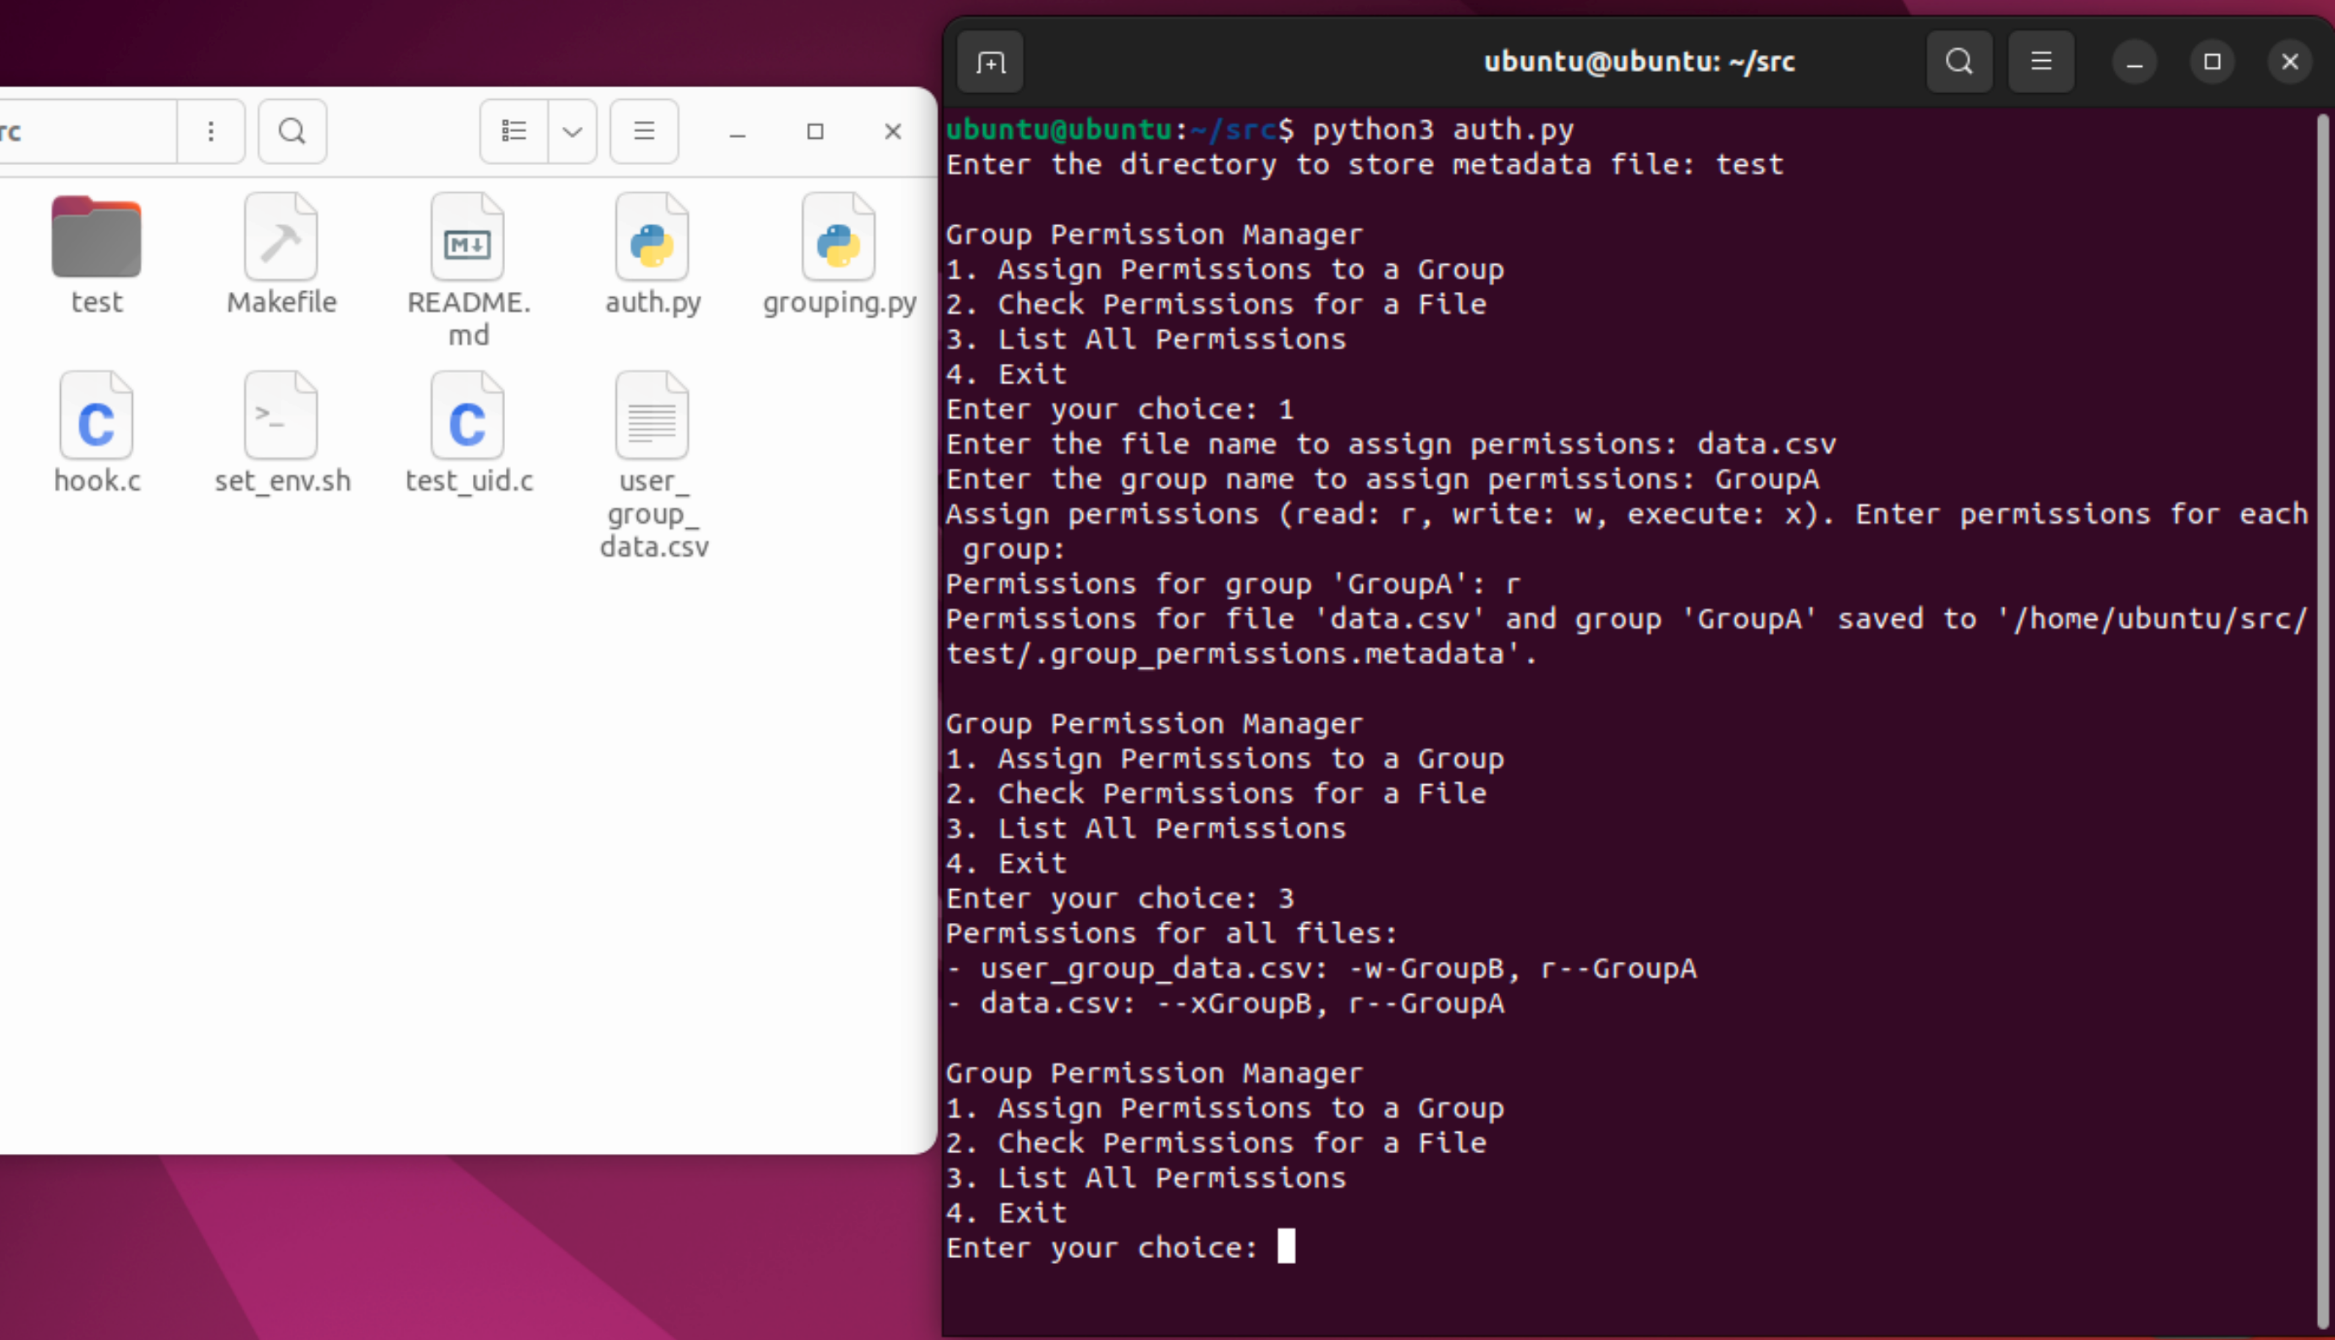 rc
test
Makefile
README.
md
auth.py
grouping.py
hook.c
set_env.sh
test_uid.c
user_
group_
data.csv
ubuntu@ubuntu: ~/src
ubuntu@ubuntu:~/src$ python3 auth.py
Enter the directory to store metadata file: test
Group Permission Manager
1. Assign Permissions to a Group
2. Check Permissions for a File
3. List All Permissions
4. Exit
Enter your choice: 1
Enter the file name to assign permissions: data.csv
Enter the group name to assign permissions: GroupA
Assign permissions (read: r, write: w, execute: x). Enter permissions for each
group:
Permissions for group 'GroupA': r
Permissions for file 'data.csv' and group 'GroupA' saved to '/home/ubuntu/src/
test/.group_permissions.metadata'.
Group Permission Manager
1. Assign Permissions to a Group
2. Check Permissions for a File
3. List All Permissions
4. Exit
Enter your choice: 3
Permissions for all files:
- user_group_data.csv: -w-GroupB, r--GroupA
- data.csv: --xGroupB, r--GroupA
Group Permission Manager
1. Assign Permissions to a Group
2. Check Permissions for a File
3. List All Permissions
4. Exit
Enter your choice: